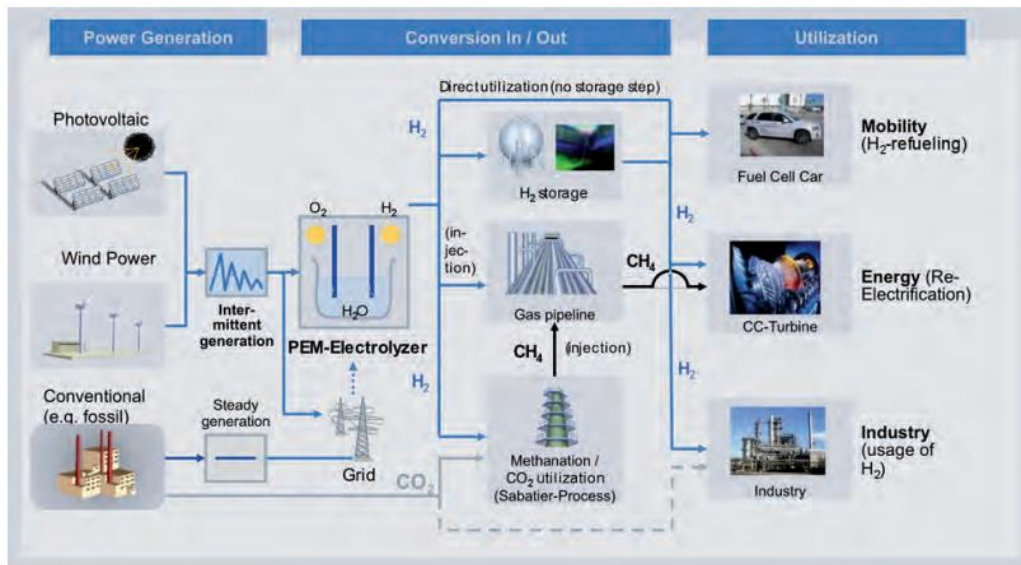 Power Generation
Conversion In / Out
Utilization
Direct utilization (no storage step)
Photovoltaic
H2
Mobility
(H2-refueling)
Fuel Cell Car
H2 storage
O2
H2
H2
(in-
jec-
tion)
Wind Power
CH4
Energy (Re-
Electrification)
H2O
Gas pipeline
CC-Turbine
Inter-
mittent
generation
PEM-Electrolyzer
CH4
(injection)
H2
H2
Conventional
(e.g. fossil)
Steady
generation
Grid
Industry
(usage of
H2)
Methanation /
CO2 utilization
(Sabatier-Process)
CO2
Industry